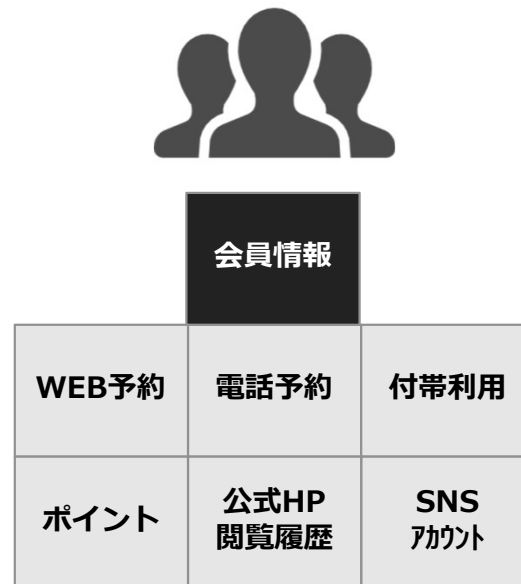 会員情報
WEB予約
電話予約
付帯利用
ポイント
公式HP
閲覧履歴
SNS
ｱｶｳﾝﾄ